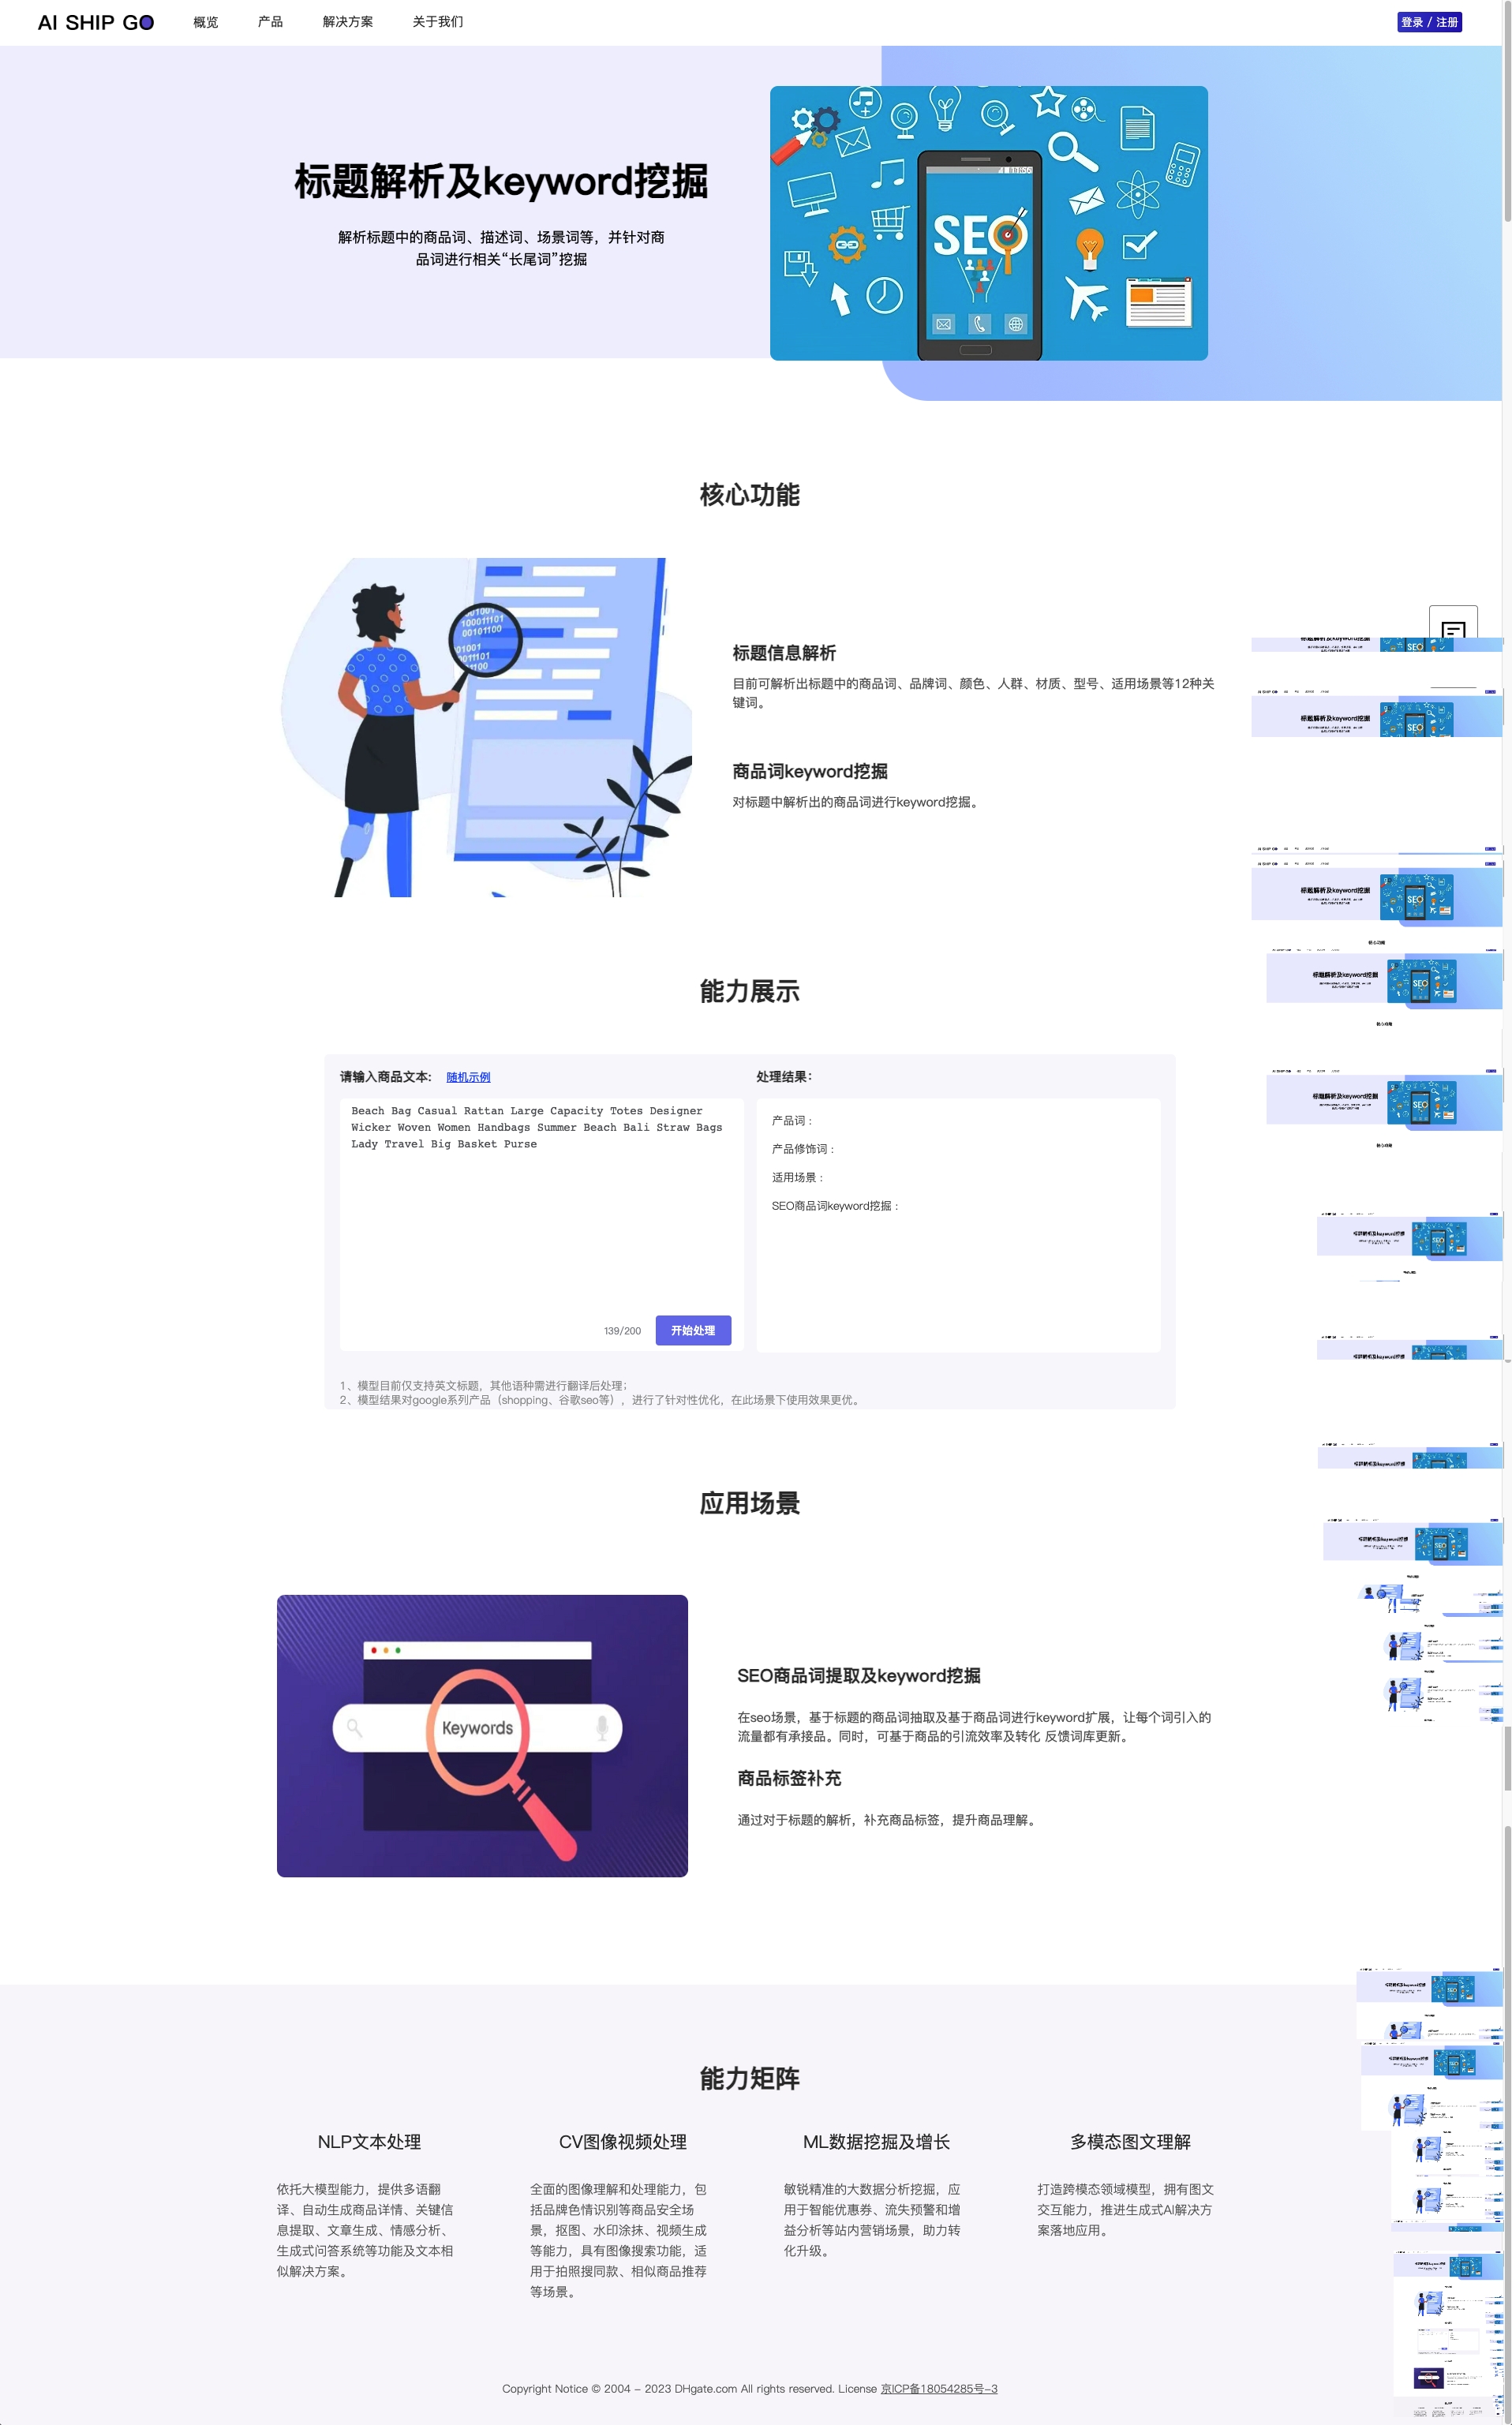 AI SHIP GO
概览
产品
解决方案
关于我们
登录 / 注册
标题解析及keyword挖掘
解析标题中的商品词、描述词、场景词等，并针对商
品词进行相关“长尾词”挖掘
SEO
核心功能
标题信息解析
目前可解析出标题中的商品词、品牌词、颜色、人群、材质、型号、适用场景等12种关
键词。
商品词keyword挖掘
对标题中解析出的商品词进行keyword挖掘。
能力展示
请输入商品文本: 随机示例
处理结果:
Beach Bag Casual Rattan Large Capacity Totes Designer
Wicker Woven Women Handbags Summer Beach Bali Straw Bags
Lady Travel Big Basket Purse
139/200
开始处理
产品词：
产品修饰词：
适用场景：
SEO商品词keyword挖掘：
1、模型目前仅支持英文标题，其他语种需进行翻译后处理；
2、模型结果对google系列产品（shopping、谷歌seo等），进行了针对性优化，在此场景下使用效果更优。
应用场景
Keywords
SEO商品词提取及keyword挖掘
在seo场景，基于标题的商品词抽取及基于商品词进行keyword扩展，让每个词引入的
流量都有承接品。同时，可基于商品的引流效率及转化 反馈词库更新。
商品标签补充
通过对于标题的解析，补充商品标签，提升商品理解。
能力矩阵
NLP文本处理
依托大模型能力，提供多语翻
译、自动生成商品详情、关键信
息提取、文章生成、情感分析、
生成式问答系统等功能及文本相
似解决方案。
CV图像视频处理
全面的图像理解和处理能力，包
括品牌色情识别等商品安全场
景，抠图、水印涂抹、视频生成
等能力，具有图像搜索功能，适
用于拍照搜同款、相似商品推荐
等场景。
ML数据挖掘及增长
敏锐精准的大数据分析挖掘，应
用于智能优惠券、流失预警和增
益分析等站内营销场景，助力转
化升级。
多模态图文理解
打造跨模态领域模型，拥有图文
交互能力，推进生成式AI解决方
案落地应用。
Copyright Notice © 2004 - 2023 DHgate.com All rights reserved. License 京ICP备18054285号-3